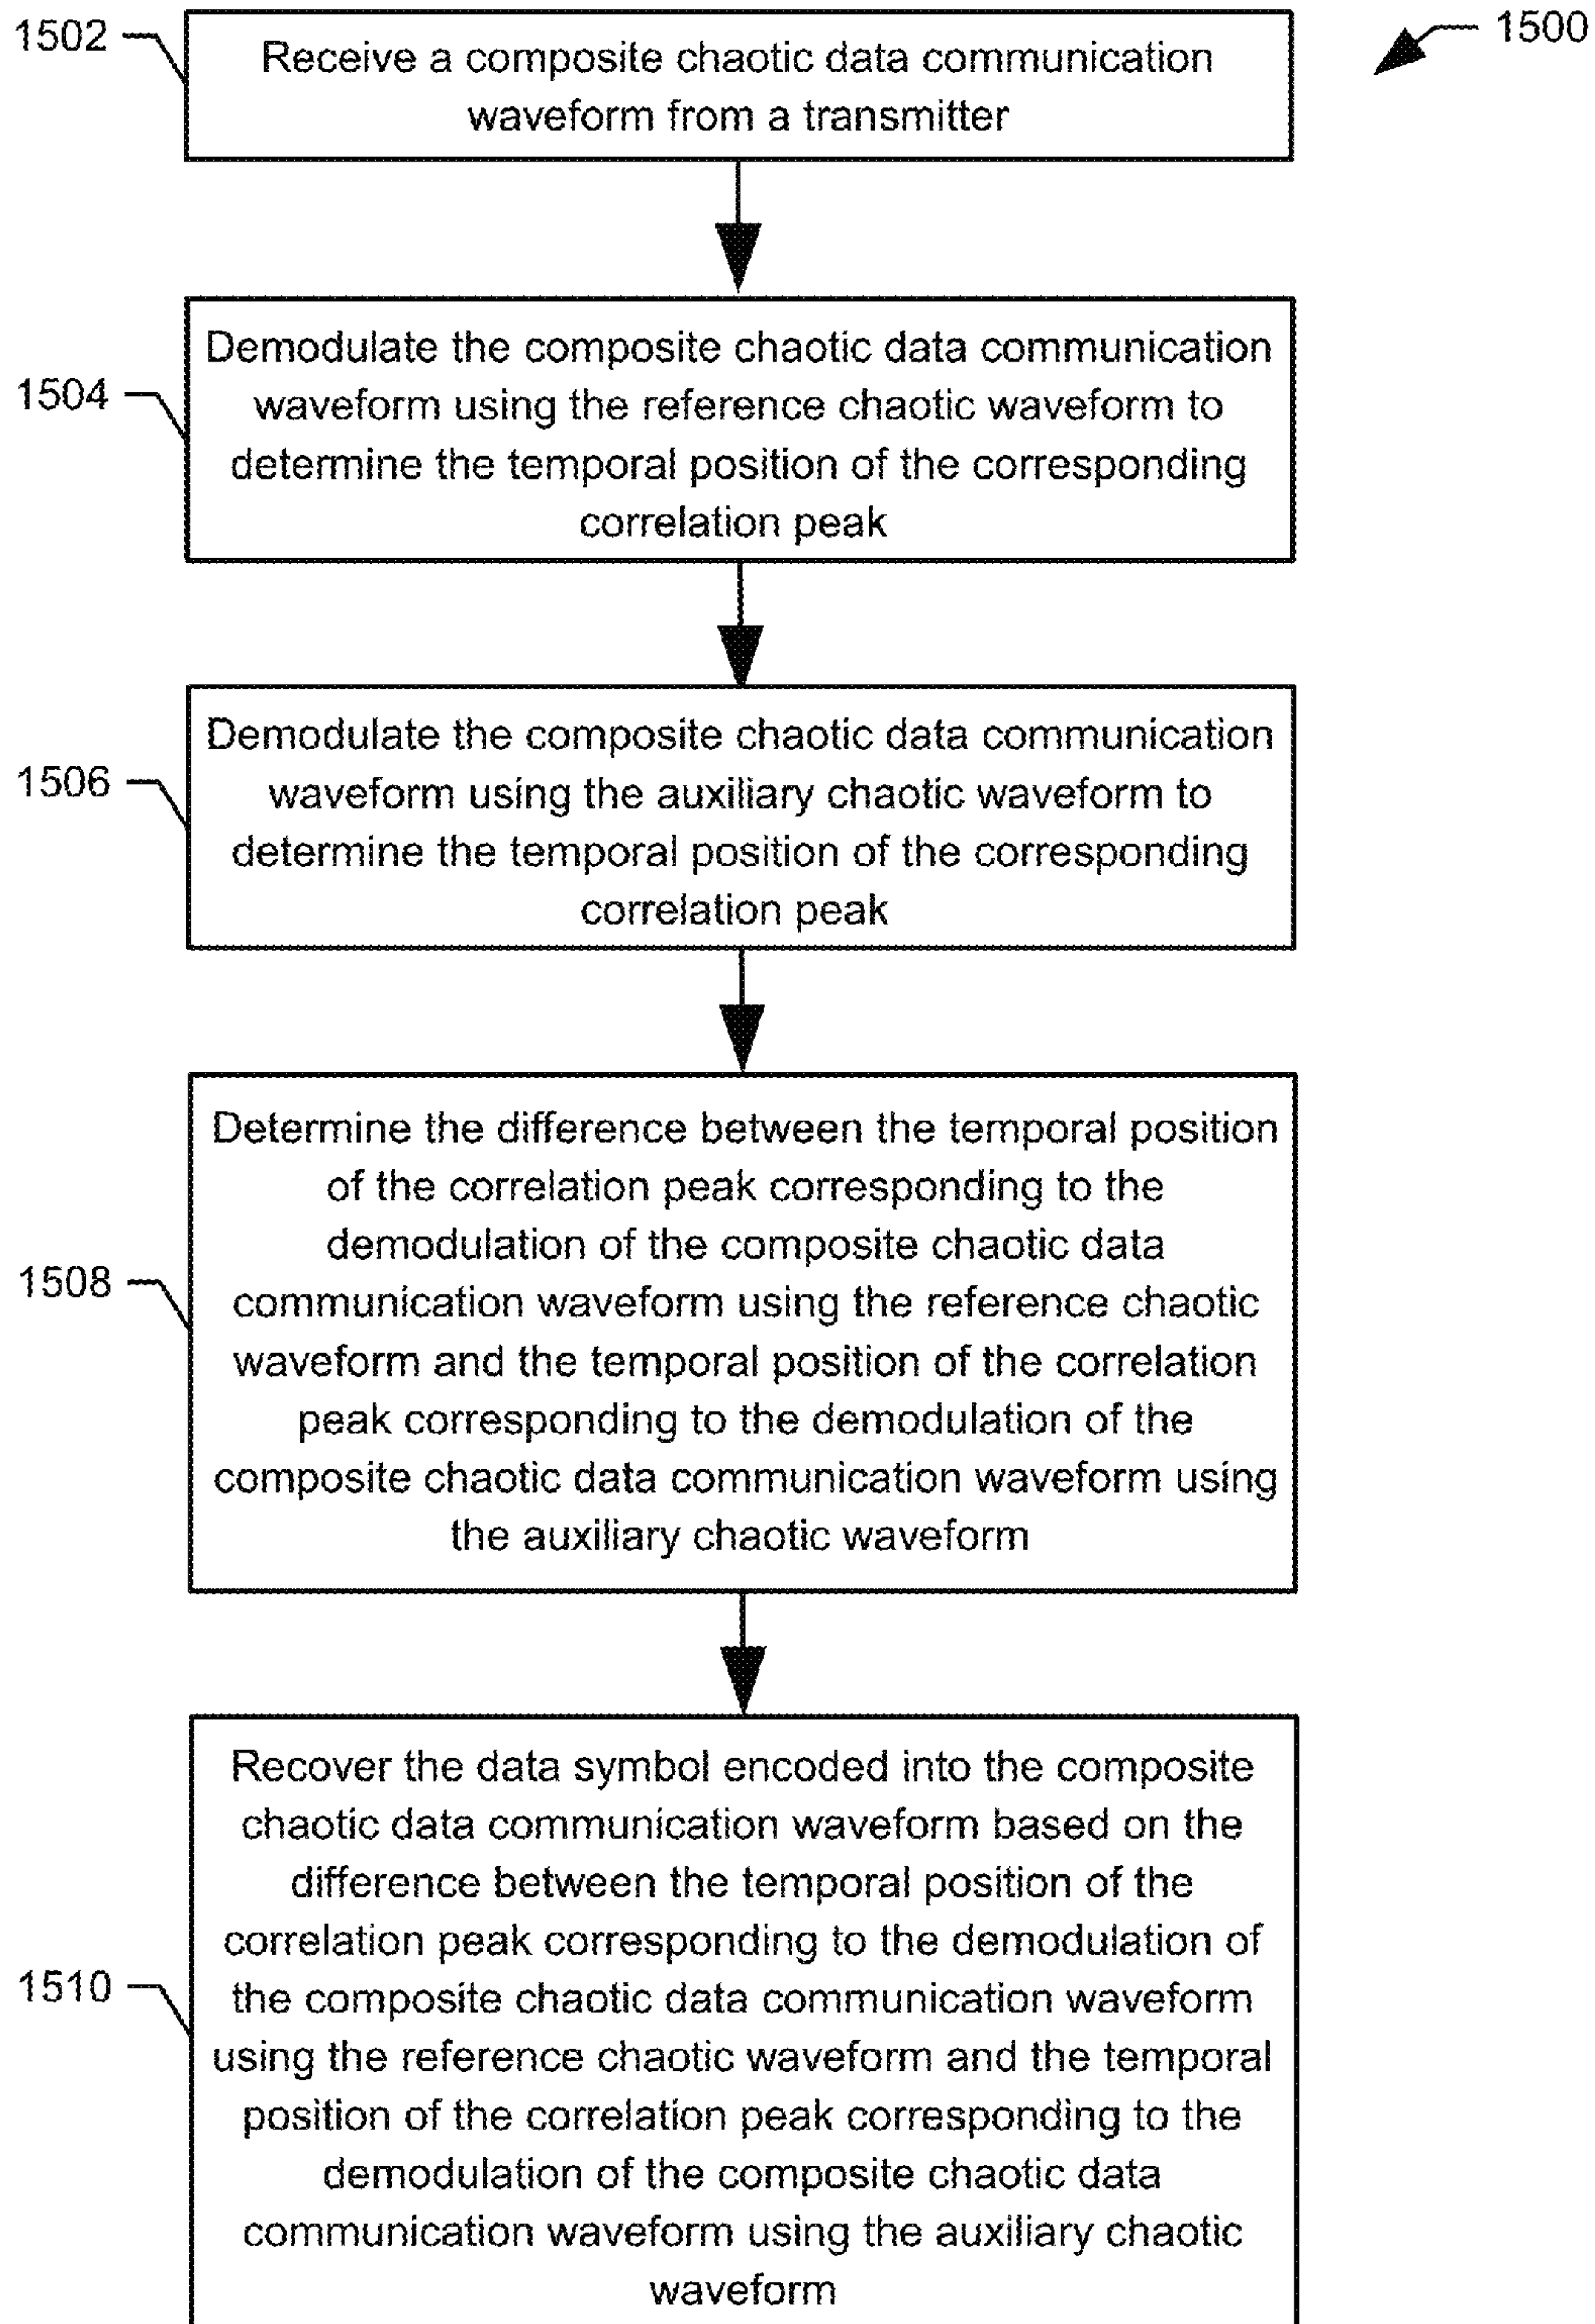 1500
1502
Receive a composite chaotic data communication
waveform from a transmitter
1504
Demodulate the composite chaotic data communication
waveform using the reference chaotic waveform to
determine the temporal position of the corresponding
correlation peak
1506
Demodulate the composite chaotic data communication
waveform using the auxiliary chaotic waveform to
determine the temporal position of the corresponding
correlation peak
1508
Determine the difference between the temporal position
of the correlation peak corresponding to the
demodulation of the composite chaotic data
communication waveform using the reference chaotic
waveform and the temporal position of the correlation
peak corresponding to the demodulation of the
composite chaotic data communication waveform using
the auxiliary chaotic waveform
1510
Recover the data symbol encoded into the composite
chaotic data communication waveform based on the
difference between the temporal position of the
correlation peak corresponding to the demodulation of
the composite chaotic data communication waveform
using the reference chaotic waveform and the temporal
position of the correlation peak corresponding to the
demodulation of the composite chaotic data
communication waveform using the auxiliary chaotic
waveform